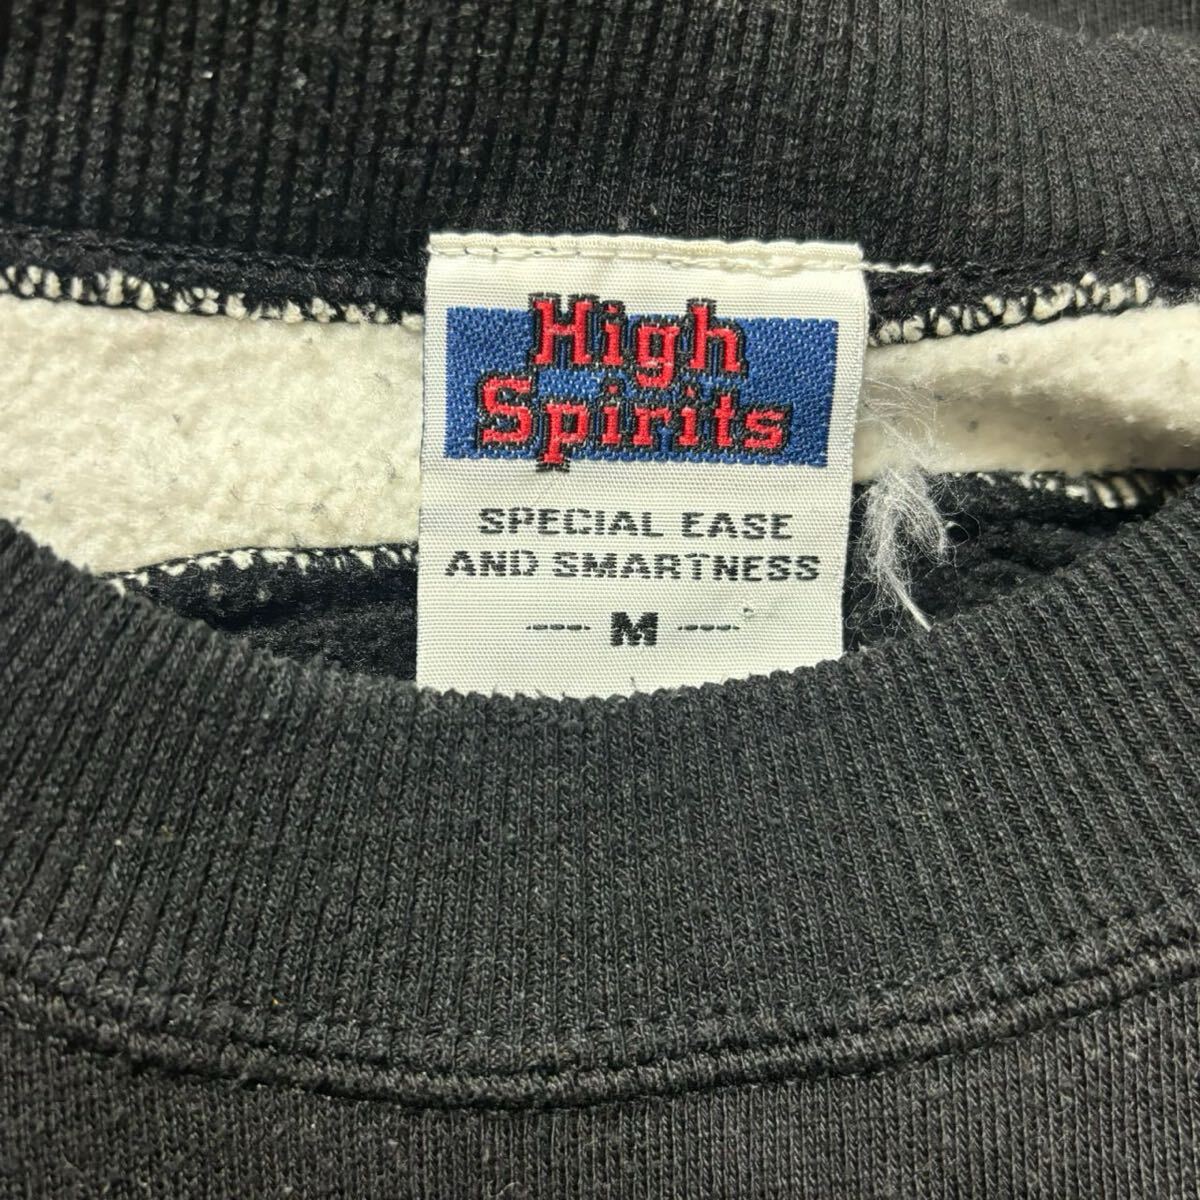 High
Spirits
SPECIAL EASE
AND SMARTNESS
---- M ----